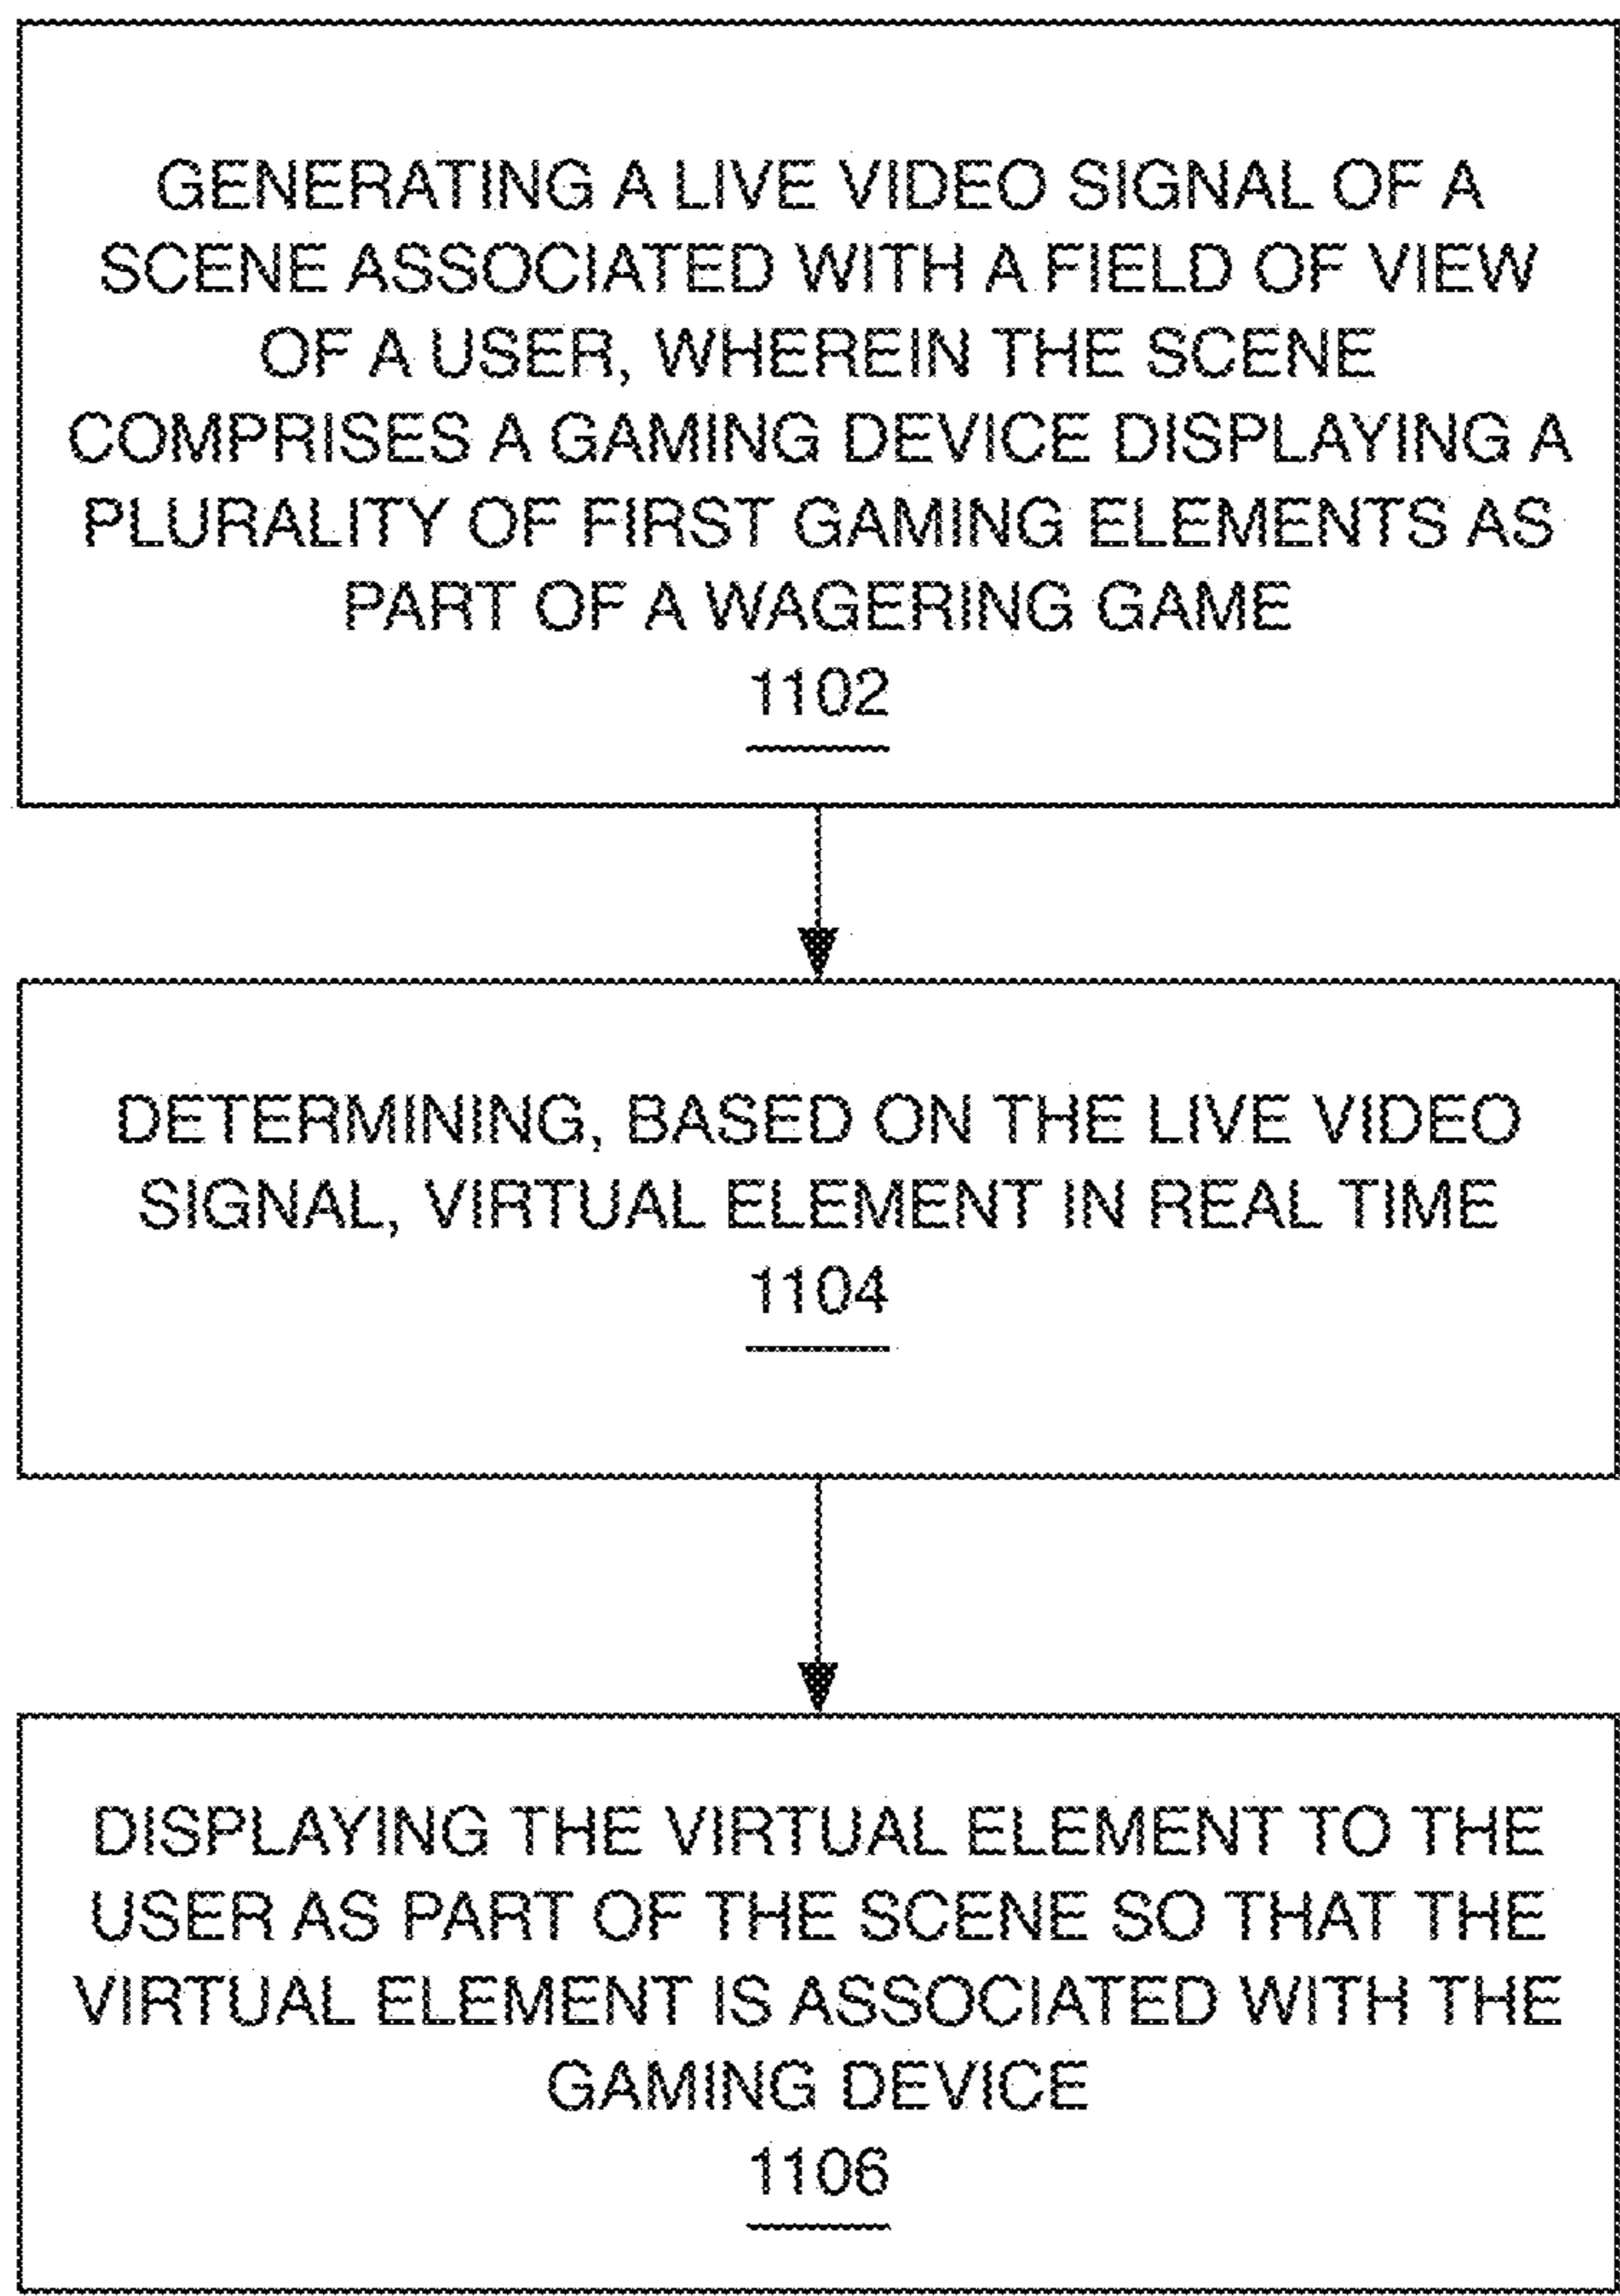 GENERATING A LIVE VIDEO SIGNAL OF A
SCENE ASSOCIATED WITH A FIELD OF VIEW
OF A USER, WHEREIN THE SCENE
COMPRISES A GAMING DEVICE DISPLAYING A
PLURALITY OF FIRST GAMING ELEMENTS AS
PART OF A WAGERING GAME
1102
DETERMINING, BASED ON THE LIVE VIDEO
SIGNAL, VIRTUAL ELEMENT IN REAL TIME
1104
DISPLAYING THE VIRTUAL ELEMENT TO THE
USER AS PART OF THE SCENE SO THAT THE
VIRTUAL ELEMENT IS ASSOCIATED WITH THE
GAMING DEVICE
1106